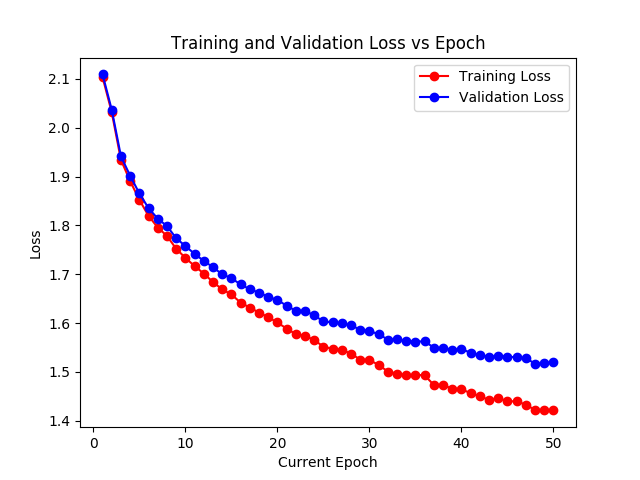 Training and Validation Loss vs Epoch
Training Loss
Validation Loss
Loss
2.1
2.0
1.9
1.8
1.7
1.6
1.5
1.4
0 10 20 30 40 50
Current Epoch